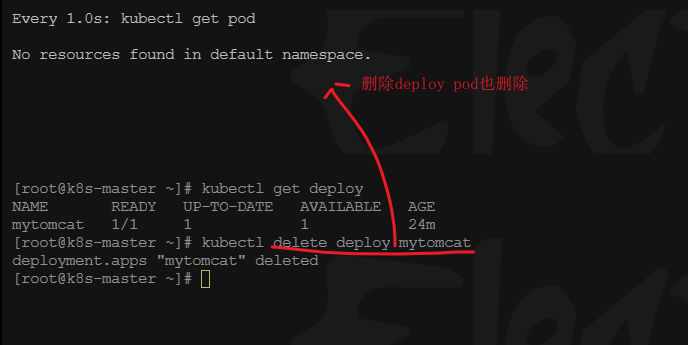 Every 1.0s: kubectl get pod
No resources found in default namespace.
删除deploy pod也删除
[root@k8s-master ~]# kubectl get deploy
NAME READY UP-TO-DATE AVAILABLE AGE
mytomcat 1/1 1 1 24m
[root@k8s-master ~]# kubectl delete deploy mytomcat
deployment.apps "mytomcat" deleted
[root@k8s-master ~]#